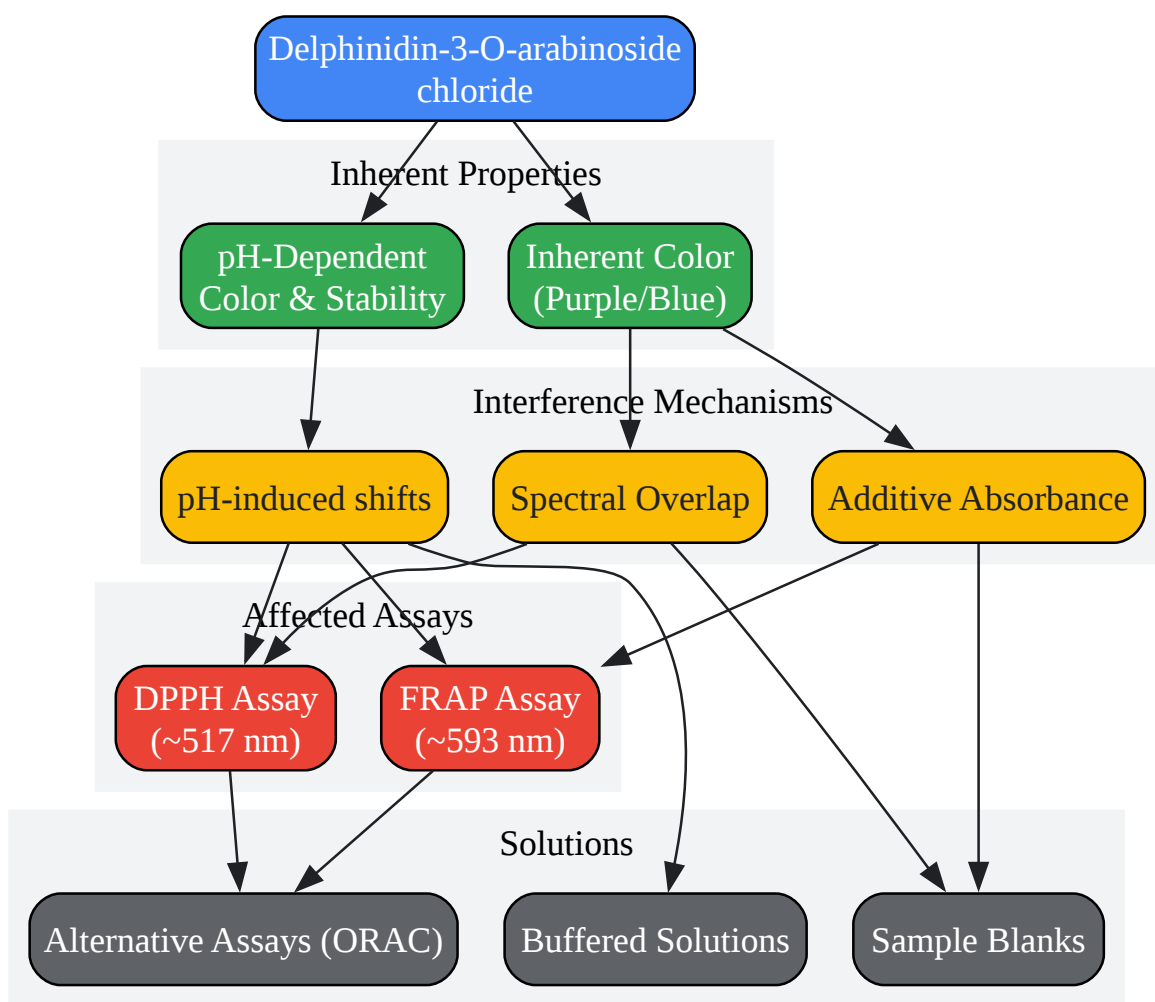 Delphinidin-3-O-arabinoside
chloride
Inherent Properties
pH-Dependent
Color & Stability
Inherent Color
(Purple/Blue)
Interference Mechanisms
pH-induced shifts
Spectral Overlap
Additive Absorbance
Affected Assays
DPPH Assay
(~517 nm)
FRAP Assay
(~593 nm)
Solutions
Alternative Assays (ORAC)
Buffered Solutions
Sample Blanks